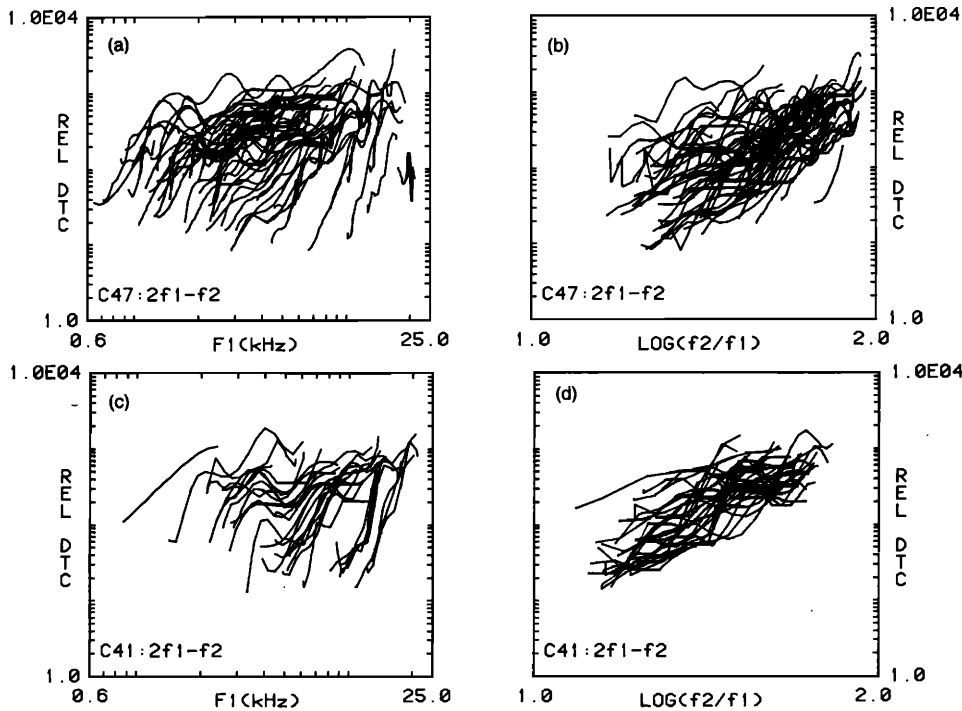 1.0E04
(a)
REL DTC
C47:2f1-f2
1.0
0.6
F1(kHz)
25.0
1.0E04
(b)
REL DTC
C47:2f1-f2
1.0
1.0
LOG(f2/f1)
2.0
1.0E04
(c)
REL DTC
C41:2f1-f2
1.0
0.6
F1(kHz)
25.0
1.0E04
(d)
REL DTC
C41:2f1-f2
1.0
1.0
LOG(f2/f1)
2.0